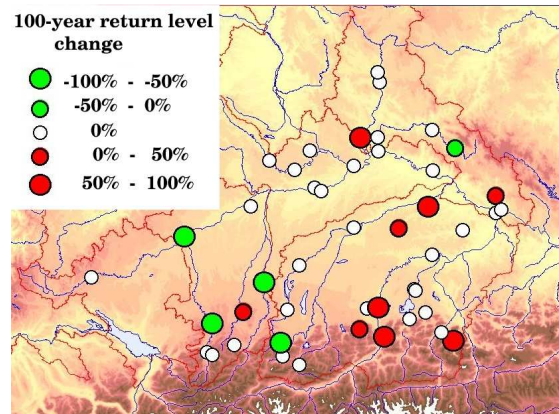 100-year return level
change
-100% - -50%
-50% - 0%
0%
0% - 50%
50% - 100%